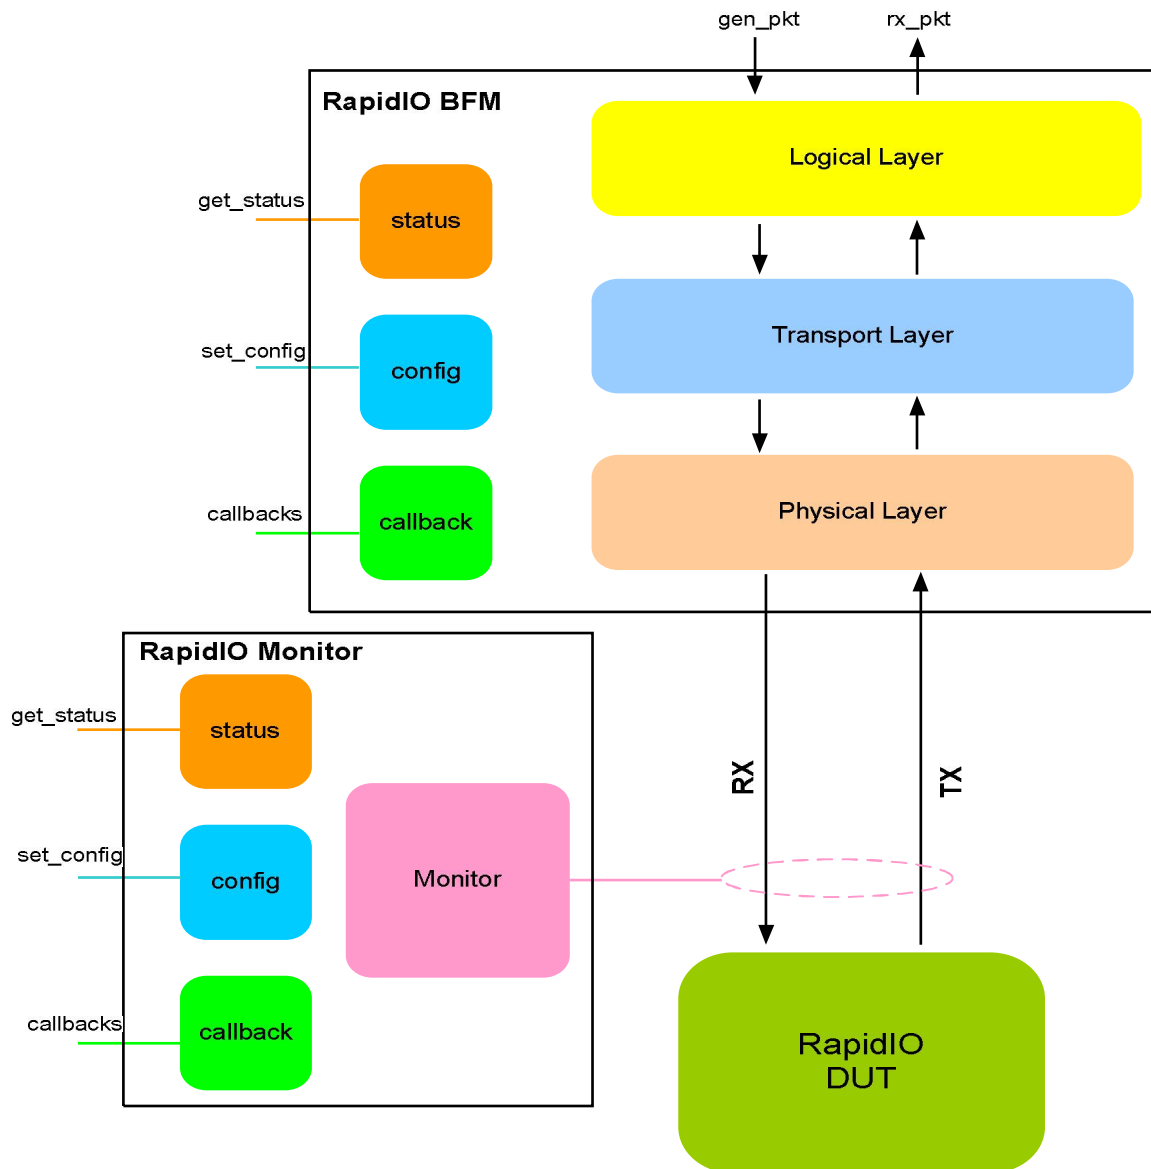 gen_pkt
rx_pkt
RapidIO BFM
Logical Layer
get_status
status
Transport Layer
set_config
config
callbacks
callback
Physical Layer
RapidIO Monitor
get_status
status
RX
TX
set_config
config
Monitor
callbacks
callback
RapidIO
DUT